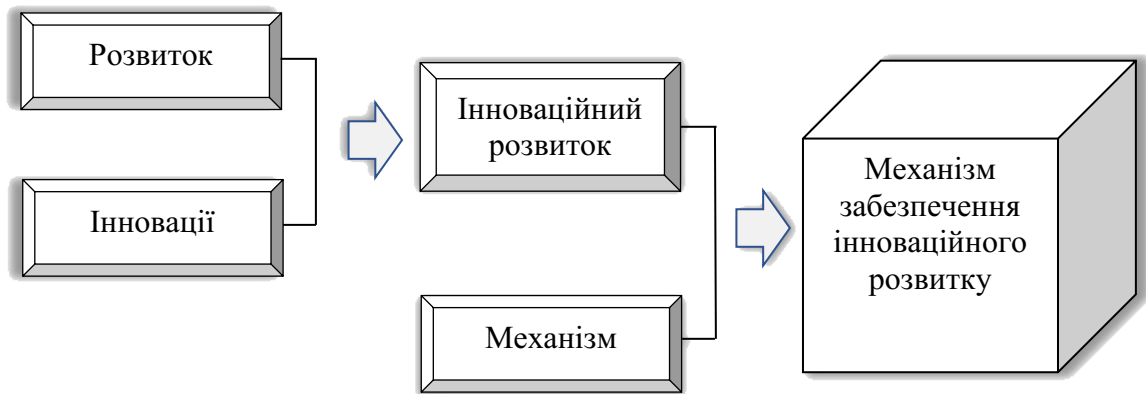 Розвиток
Інновації
Інноваційний
розвиток
Механізм
Механізм
забезпечення
інноваційного
розвитку